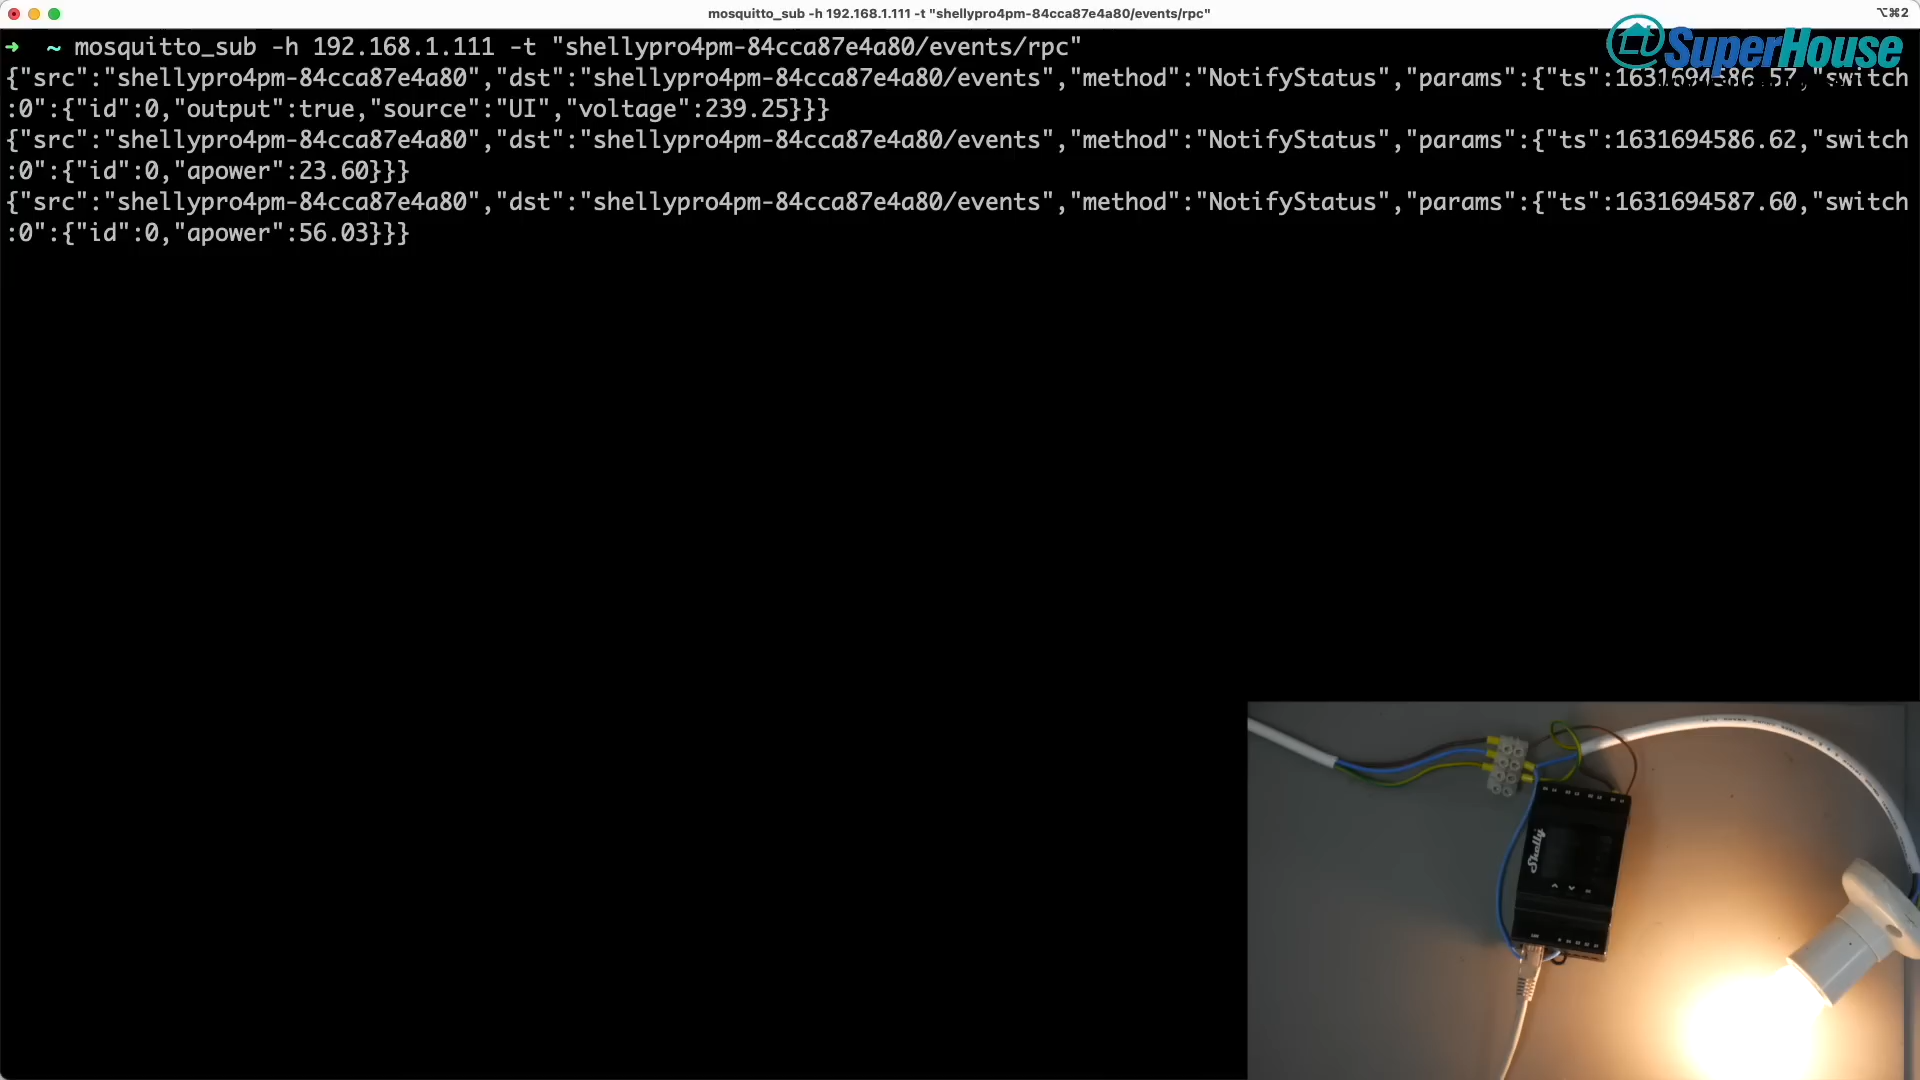 mosquitto_sub -h 192.168.1.111 -t "shellypro4pm-84cca87e4a80/events/rpc"
⌥⌘2
➜ ~ mosquitto_sub -h 192.168.1.111 -t "shellypro4pm-84cca87e4a80/events/rpc"
SuperHouse
{"src":"shellypro4pm-84cca87e4a80","dst":"shellypro4pm-84cca87e4a80/events","method":"NotifyStatus","params":{"ts":1631694586.57,"switch
:0":{"id":0,"output":true,"source":"UI","voltage":239.25}}}
{"src":"shellypro4pm-84cca87e4a80","dst":"shellypro4pm-84cca87e4a80/events","method":"NotifyStatus","params":{"ts":1631694586.62,"switch
:0":{"id":0,"apower":23.60}}}
{"src":"shellypro4pm-84cca87e4a80","dst":"shellypro4pm-84cca87e4a80/events","method":"NotifyStatus","params":{"ts":1631694587.60,"switch
:0":{"id":0,"apower":56.03}}}
Shelly